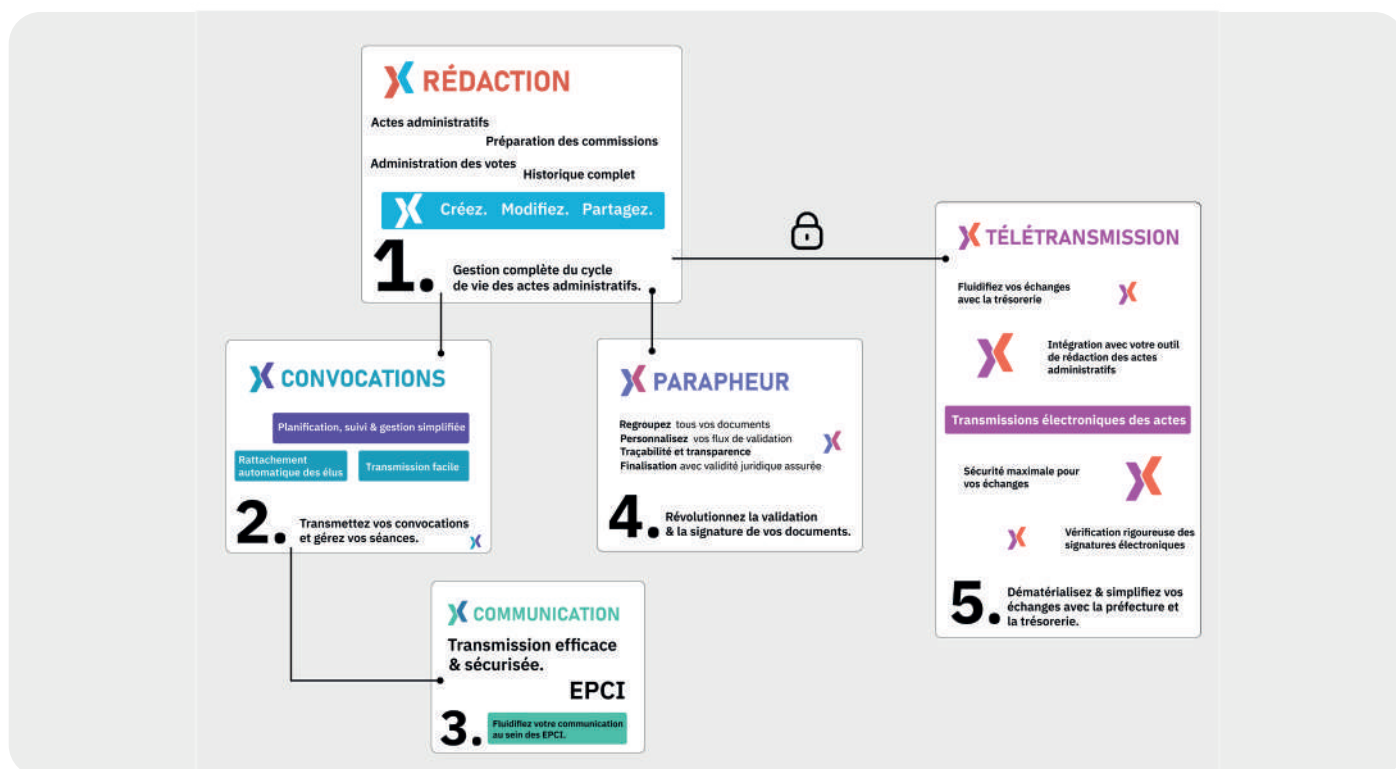 RÉDACTION
Actes administratifs
Préparation des commissions
Administration des votes
Historique complet
Créez. Modifiez. Partagez.
1.
Gestion complète du cycle
de vie des actes administratifs.
CONVOCATIONS
Planification, suivi & gestion simplifiée
Rattachement
automatique des élus
Transmission facile
2.
Transmettez vos convocations
et gérez vos séances.
COMMUNICATION
Transmission efficace
& sécurisée.
EPCI
3.
Fluidifiez votre communication
au sein des EPCI.
PARAPHEUR
Regroupez tous vos documents
Personnalisez vos flux de validation
Traçabilité et transparence
Finalisation avec validité juridique assurée
4.
Révolutionnez la validation
& la signature de vos documents.
TÉLÉTRANSMISSION
Fluidifiez vos échanges
avec la trésorerie
Intégration avec votre outil
de rédaction des actes
administratifs
Transmissions électroniques des actes
Sécurité maximale pour
vos échanges
Vérification rigoureuse des
signatures électroniques
5.
Dématérialisez & simplifiez vos
échanges avec la préfecture et
la trésorerie.